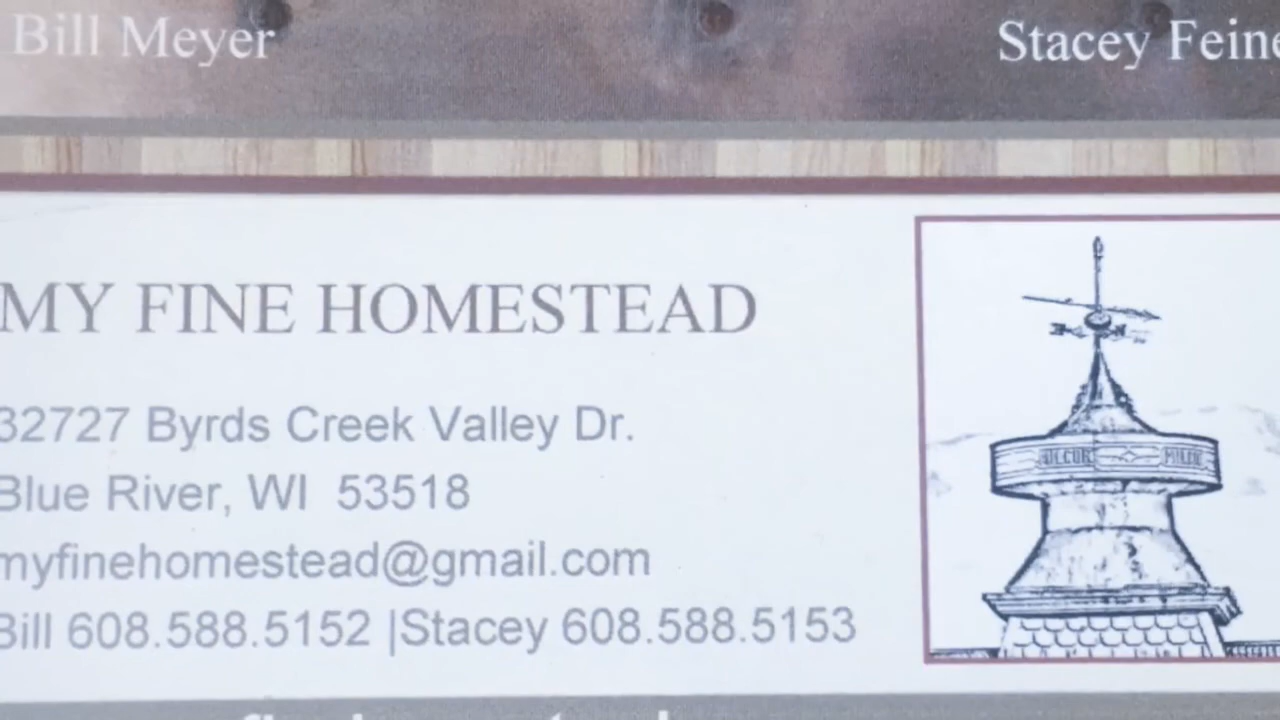 Bill Meyer
Stacey Feine
MY FINE HOMESTEAD
32727 Byrds Creek Valley Dr.
Blue River, WI 53518
myfinehomestead@gmail.com
Bill 608.588.5152 |Stacey 608.588.5153